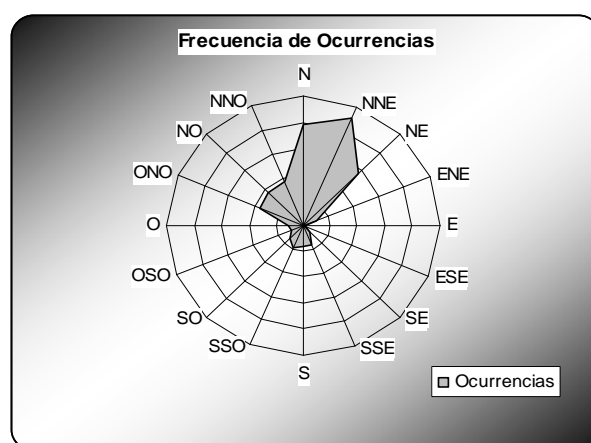 Frecuencia de Ocurrencias
N
NNO
NNE
NO
NE
ONO
ENE
O
E
OSO
ESE
SO
SE
SSO
SSE
S
Ocurrencias